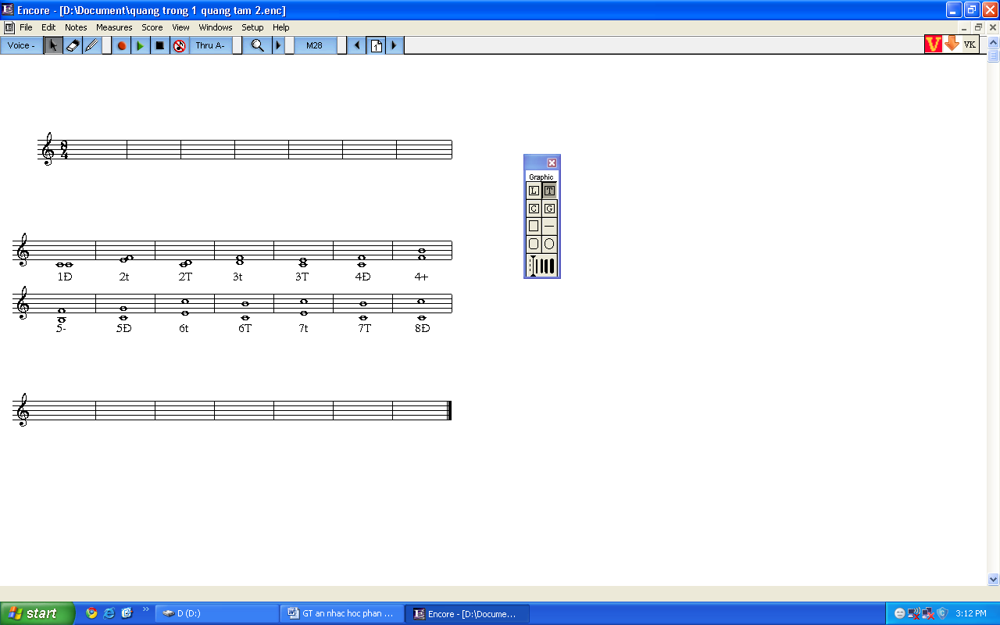 Encore - [D:\Document\quang trong 1 quang tam 2.enc]
File Edit Notes Measures Score View Windows Setup Help
Voice - Thru A- M28 1 V VK
8
4
Graphic
L T
C G
1Đ 2t 2T 3t 3T 4Đ 4+
5- 5Đ 6t 6T 7t 7T 8Đ
start D (D:) GT an nhac hoc phan ... Encore - [D:\Docume... 3:12 PM